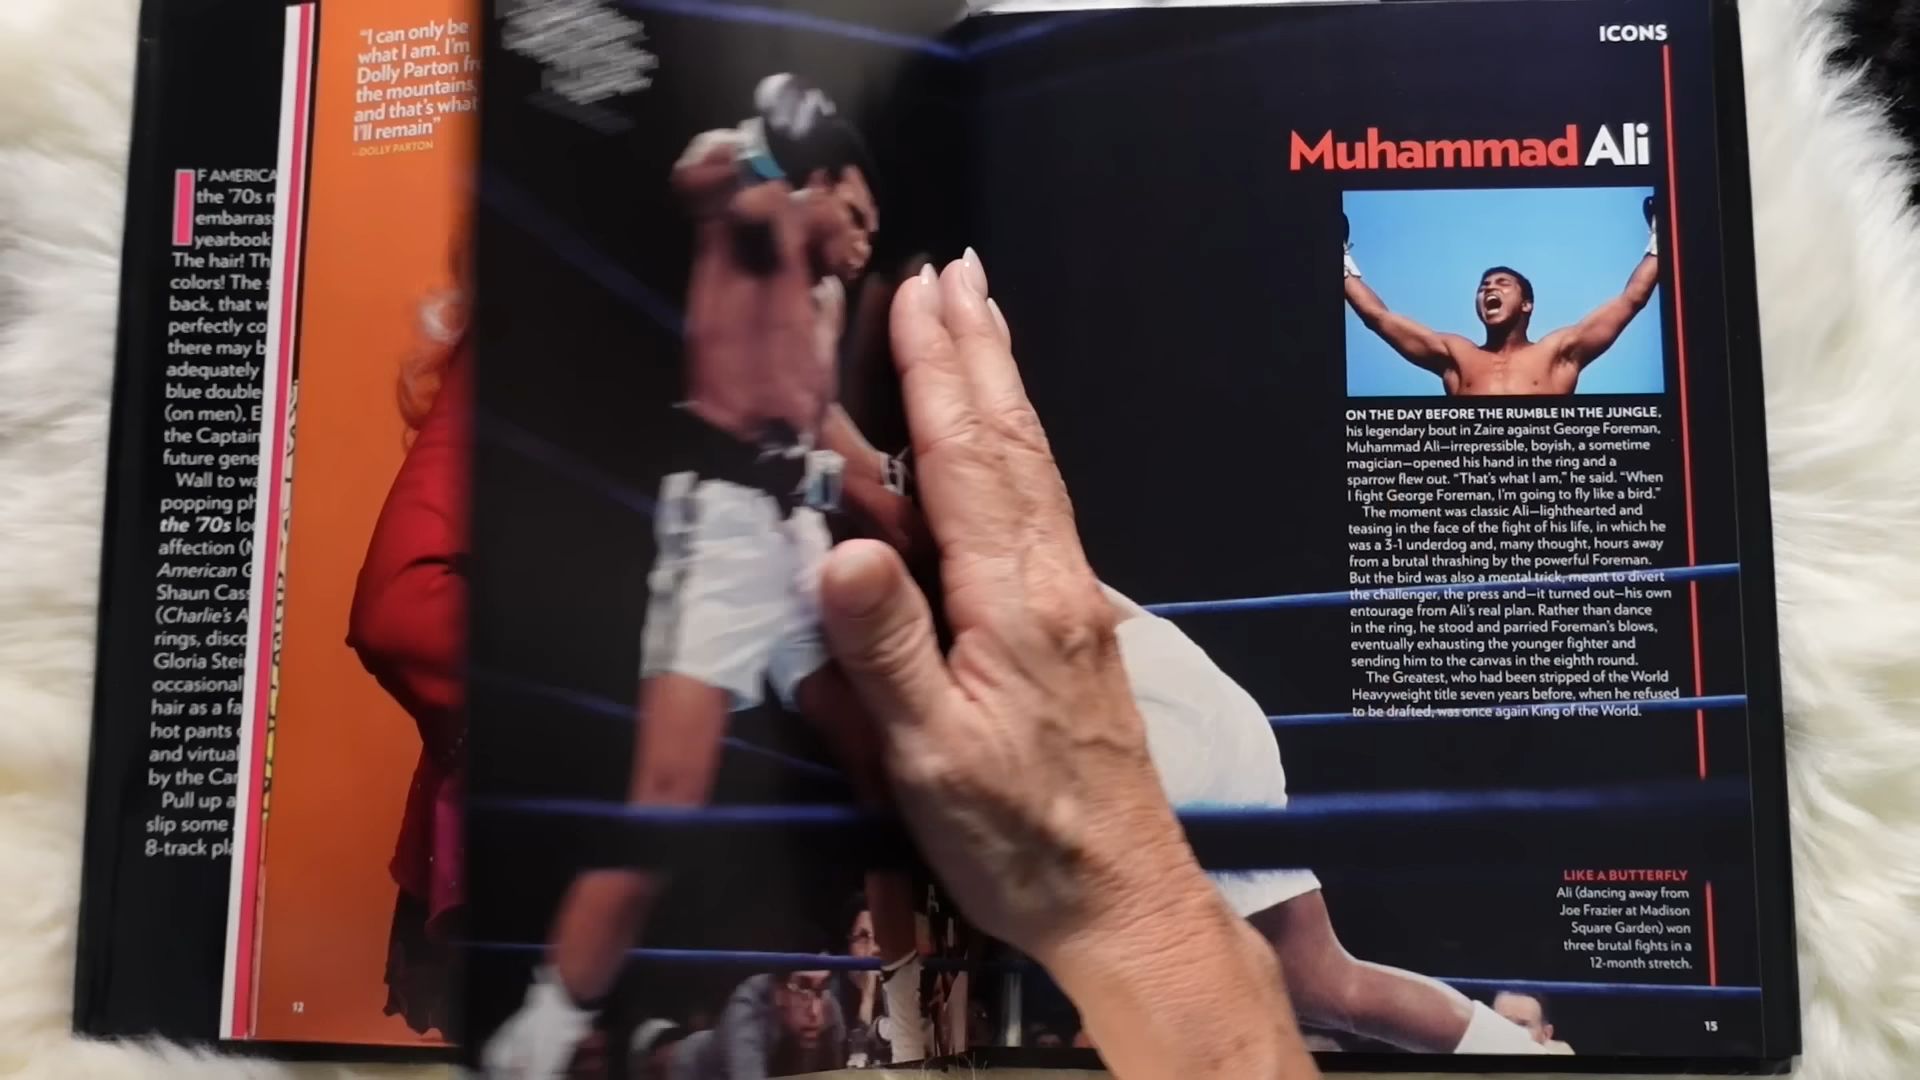 F AMERICA
the '70s
embarras
yearbook
The hair! Th
colors! The
back, that w
perfectly co
there may b
adequately
blue double
(on men), E
the Captain
future gene
Wall to wa
popping ph
the '70s loo
affection (
American G
Shaun Cas
(Charlie's A
rings, disco
Gloria Stei
occasional
hair as a fa
hot pants
and virtual
by the Car
Pull up a
slip some
8-track pla
"I can only be
what I am. I'm
Dolly Parton fr
the mountains,
and that's what
I'll remain"
-DOLLY PARTON
12
ICONS
Muhammad Ali
ON THE DAY BEFORE THE RUMBLE IN THE JUNGLE,
his legendary bout in Zaire against George Foreman,
Muhammad Ali—irrepressible, boyish, a sometime
magician—opened his hand in the ring and a
sparrow flew out. "That's what I am," he said. "When
I fight George Foreman, I'm going to fly like a bird."
The moment was classic Ali—lighthearted and
teasing in the face of the fight of his life, in which he
was a 3-1 underdog and, many thought, hours away
from a brutal thrashing by the powerful Foreman.
But the bird was also a mental trick, meant to divert
the challenger, the press and—it turned out—his own
entourage from Ali's real plan. Rather than dance
in the ring, he stood and parried Foreman's blows,
eventually exhausting the younger fighter and
sending him to the canvas in the eighth round.
The Greatest, who had been stripped of the World
Heavyweight title seven years before, when he refused
to be drafted, was once again King of the World.
LIKE A BUTTERFLY
Ali (dancing away from
Joe Frazier at Madison
Square Garden) won
three brutal fights in a
12-month stretch.
15